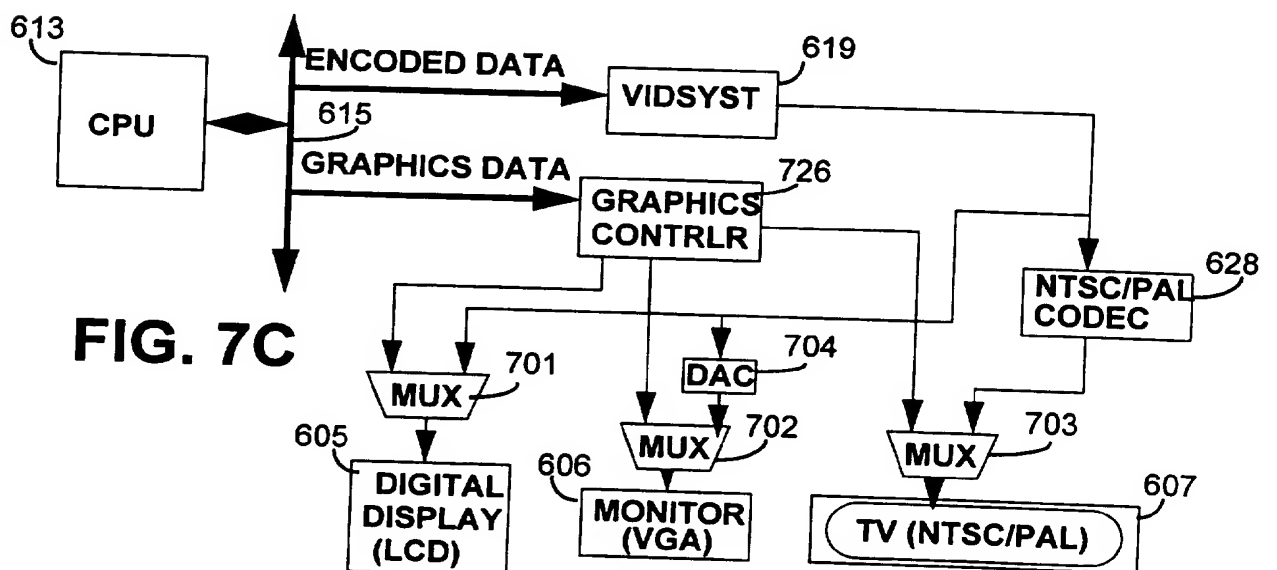 613
CPU
ENCODED DATA
615
GRAPHICS DATA
619
VIDSYST
726
GRAPHICS
CONTRLR
628
NTSC/PAL
CODEC
FIG. 7C
701
MUX
704
DAC
702
MUX
703
MUX
605
DIGITAL
DISPLAY
(LCD)
606
MONITOR
(VGA)
607
TV (NTSC/PAL)